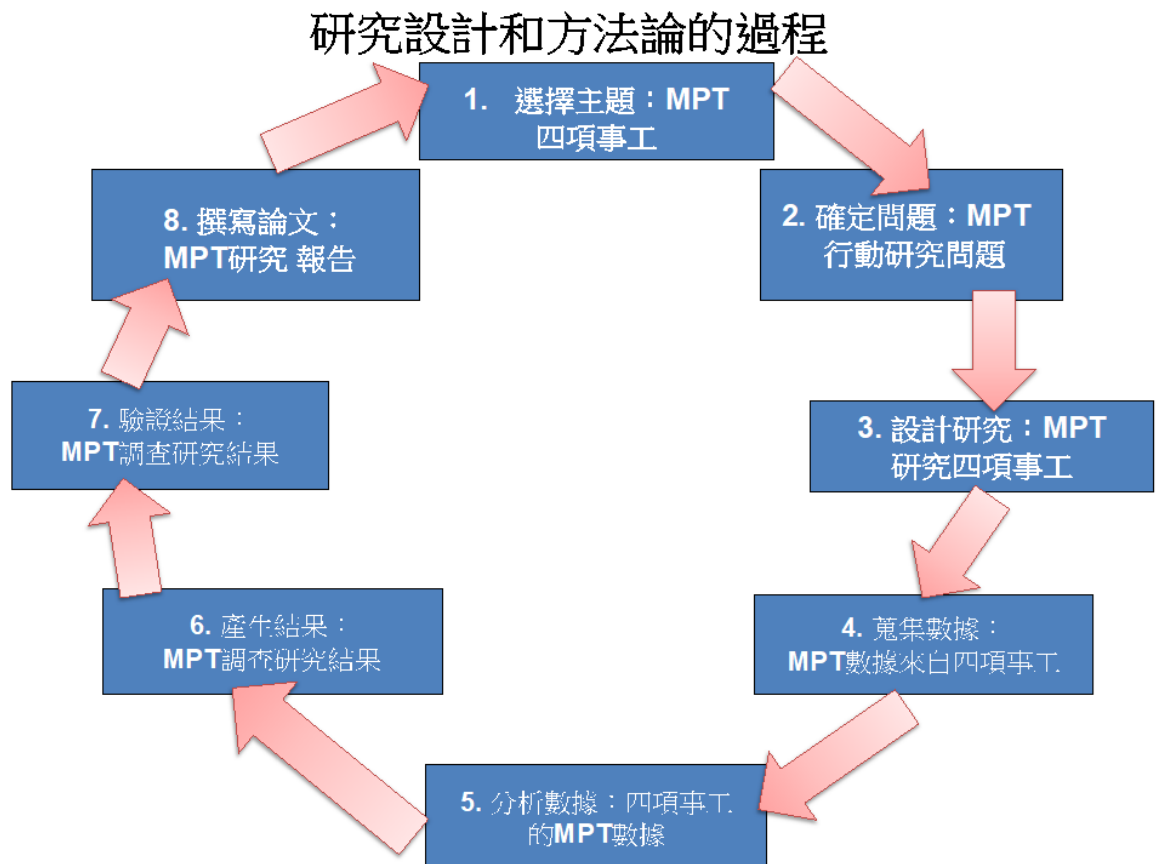 研究設計和方法論的過程
1. 選擇主題：MPT
四項事工
2. 確定問題：MPT
行動研究問題
3. 設計研究：MPT
研究四項事工
4. 蒐集數據：
MPT數據來自四項事工
5. 分析數據：四項事工
的MPT數據
6. 產生結果：
MPT調查研究結果
7. 驗證結果：
MPT調查研究結果
8. 撰寫論文：
MPT研究 報告